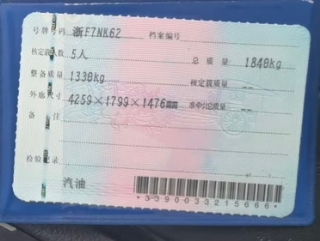 号牌号码 浙F7NK62 档案编号
核定载人数 5人 总质量 1840kg
整备质量 1330kg 核定载质量 --
外廓尺寸 4259×1799×1476mm 准牵引总质量 --
备注
检验记录
汽油
*3390033215666*